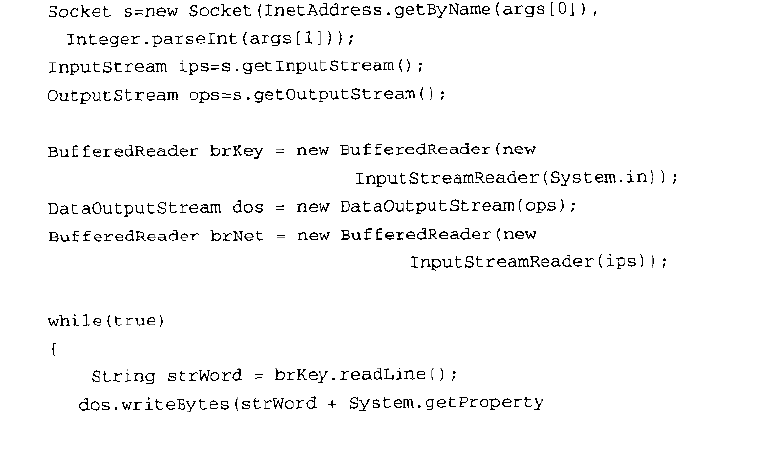 Socket s=new Socket(InetAddress.getByName(args[0]),
Integer.parseInt(args[1]));
InputStream ips=s.getInputStream();
OutputStream ops=s.getOutputStream();
BufferedReader brKey = new BufferedReader(new
InputStreamReader(System.in));
DataOutputStream dos = new DataOutputStream(ops);
BufferedReader brNet = new BufferedReader(new
InputStreamReader(ips));
while(true)
{
String strWord = brKey.readLine();
dos.writeBytes(strWord + System.getProperty